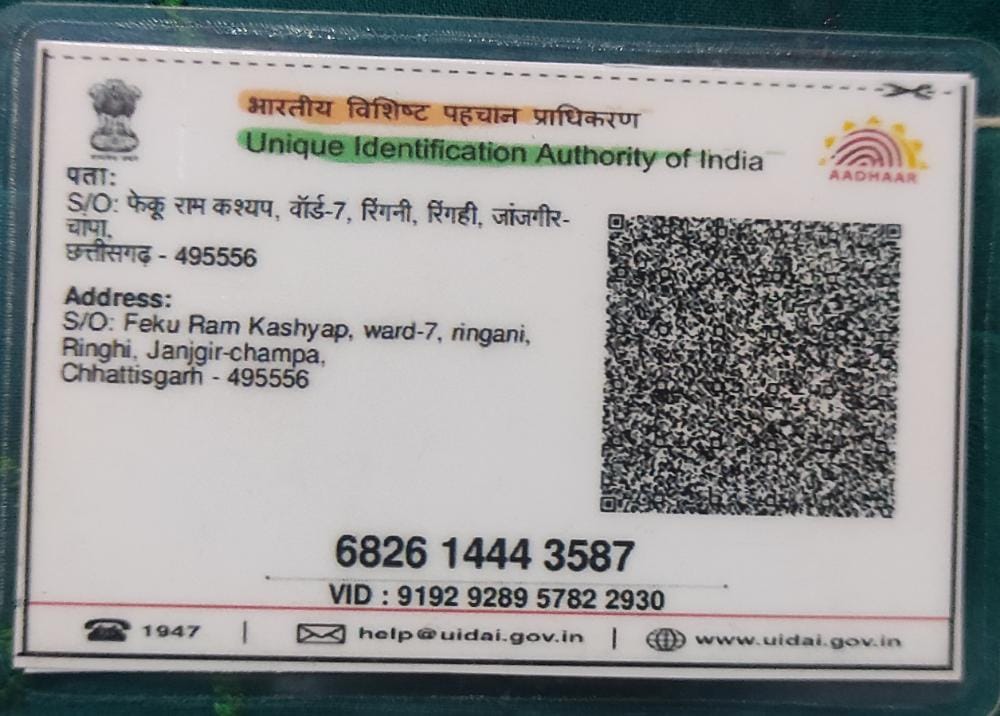 भारतीय विशिष्ट पहचान प्राधिकरण
Unique Identification Authority of India
AADHAAR
पता:
S/O: फेकू राम कश्यप, वॉर्ड-7, रिंगनी, रिंगही, जांजगीर-
चांपा,
छत्तीसगढ़ - 495556
Address:
S/O: Feku Ram Kashyap, ward-7, ringani,
Ringhi, Janjgir-champa,
Chhattisgarh - 495556
6826 1444 3587
VID : 9192 9289 5782 2930
1947 | help@uidai.gov.in | www.uidai.gov.in